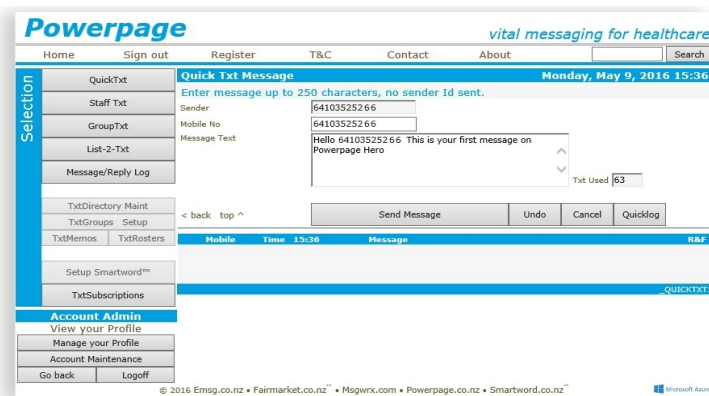 Powerpage
vital messaging for healthcare
Home Sign out Register T&C Contact About Search
Selection
QuickTxt
Staff Txt
GroupTxt
List-2-Txt
Message/Reply Log
TxtDirectory Maint
TxtGroups Setup
TxtMemos TxtRosters
Setup Smartword™
TxtSubscriptions
Account Admin
View your Profile
Manage your Profile
Account Maintenance
Go back Logoff
Quick Txt Message Monday, May 9, 2016 15:36
Enter message up to 250 characters, no sender Id sent.
Sender 64103525266
Mobile No 64103525266
Message Text Hello 64103525266 This is your first message on
Powerpage Hero
Txt Used 63
< back top ^ Send Message Undo Cancel Quicklog
Mobile Time 15:36 Message R&F
_QUICKTXT
© 2016 Emsg.co.nz • Fairmarket.co.nz™ • Msgwrx.com • Powerpage.co.nz • Smartword.co.nz™
Microsoft Azure